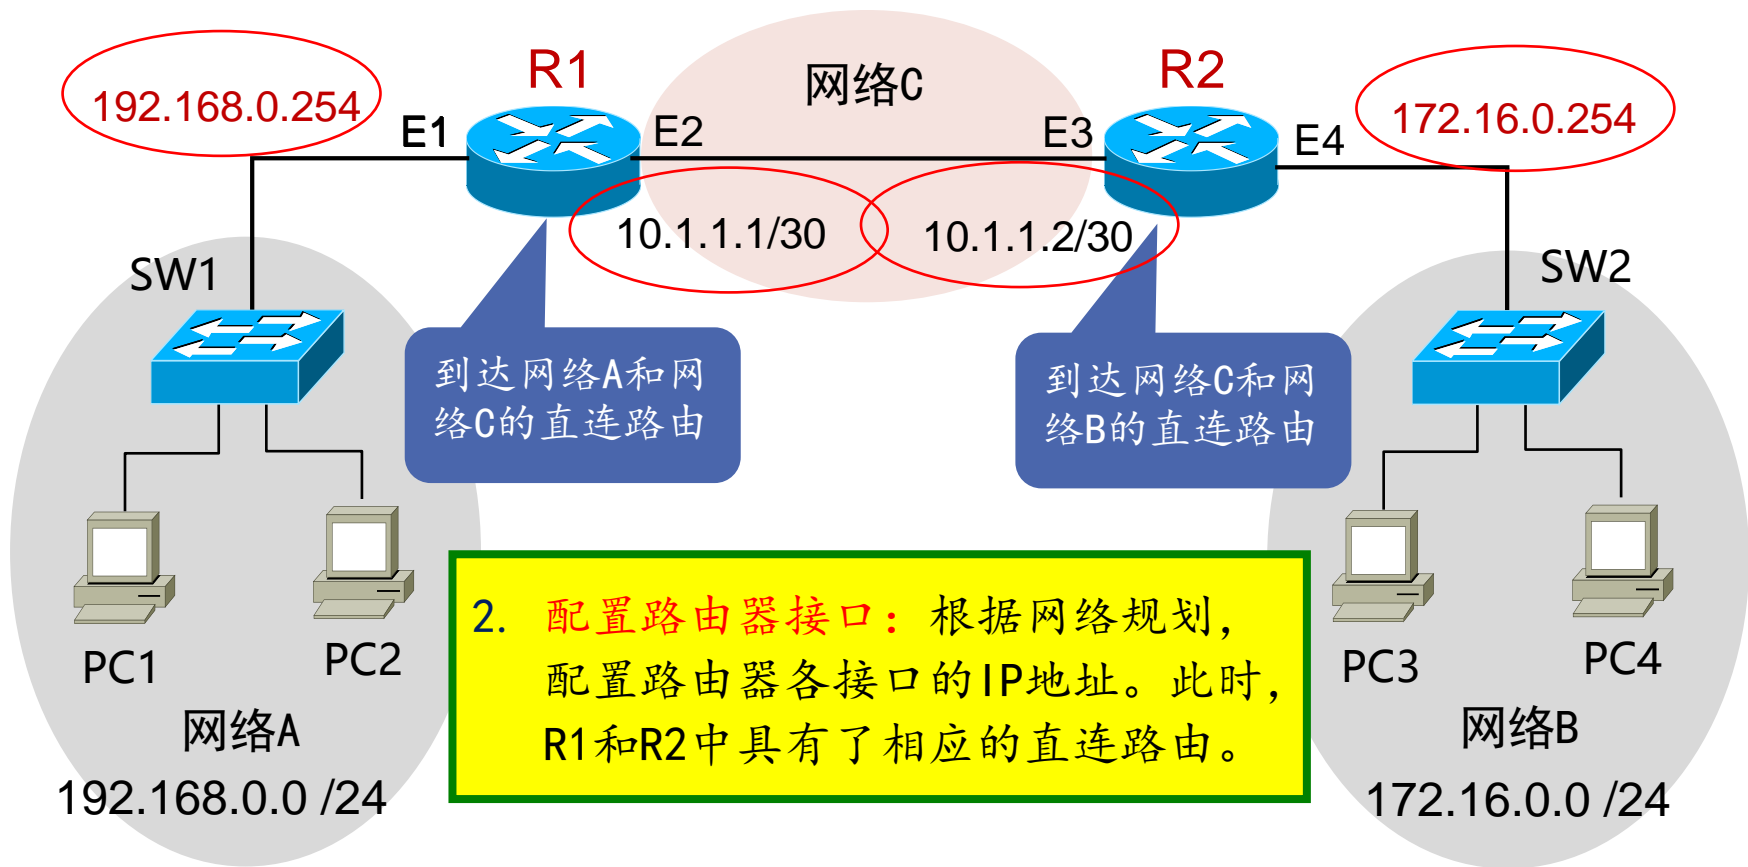 R1
网络C
R2
192.168.0.254
172.16.0.254
E1
E2
E3
E4
10.1.1.1/30
10.1.1.2/30
SW1
SW2
到达网络A和网
络C的直连路由
到达网络C和网
络B的直连路由
2. 配置路由器接口：根据网络规划，
配置路由器各接口的IP地址。此时，
R1和R2中具有了相应的直连路由。
PC1
PC2
PC3
PC4
网络A
192.168.0.0 /24
网络B
172.16.0.0 /24